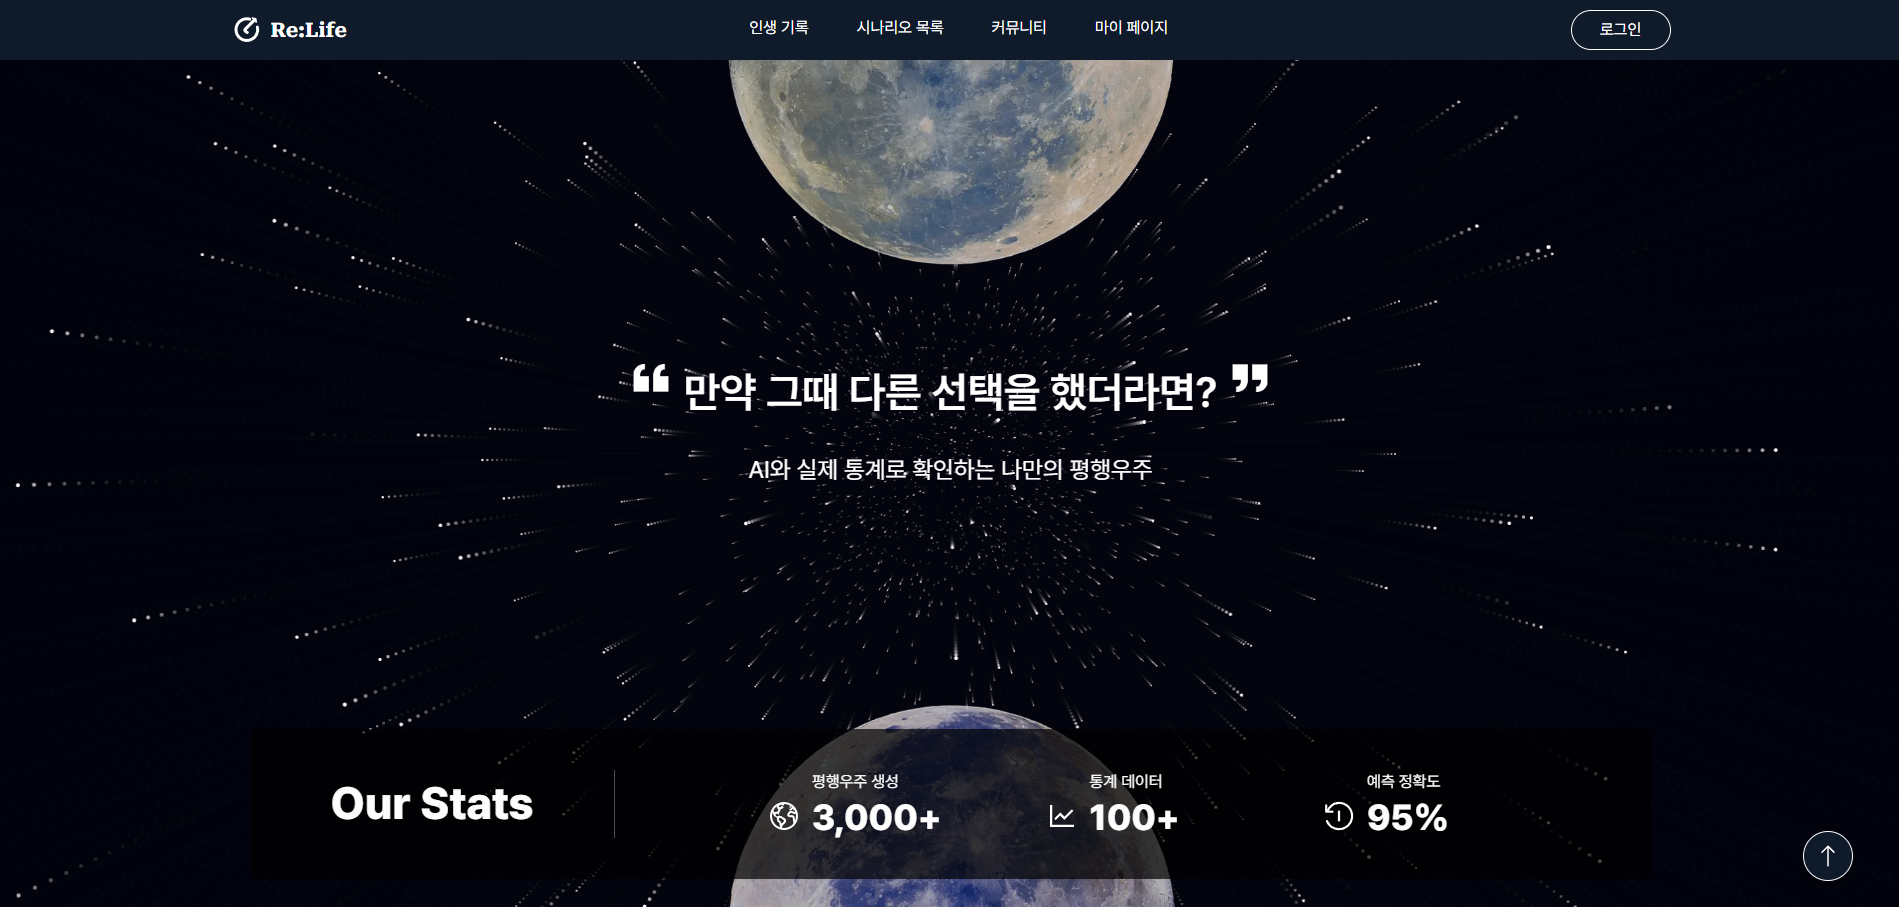 Re:Life
인생 기록
시나리오 목록
커뮤니티
마이 페이지
로그인
“ 만약 그때 다른 선택을 했더라면? ”
AI와 실제 통계로 확인하는 나만의 평행우주
Our Stats
평행우주 생성
3,000+
통계 데이터
100+
예측 정확도
95%